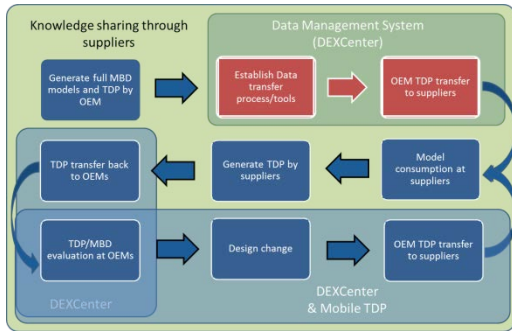 Knowledge sharing through
suppliers
Data Management System
(DEXCenter)
Generate full MBD
models and TDP by
OEM
Establish Data
transfer
process/tools
OEM TDP transfer
to suppliers
TDP transfer back
to OEMs
Generate TDP by
suppliers
Model
consumption at
suppliers
TDP/MBD
evaluation at OEMs
Design change
OEM TDP transfer
to suppliers
DEXCenter
DEXCenter
& Mobile TDP